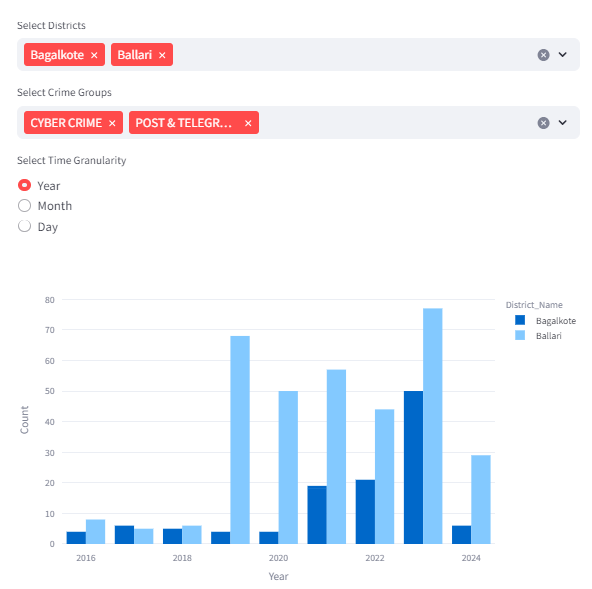 Select Districts
Bagalkote × Ballari ×
Select Crime Groups
CYBER CRIME × POST & TELEGR... ×
Select Time Granularity
Year
Month
Day
80
70
60
50
40
30
20
10
0
Count
2016 2018 2020 2022 2024
Year
District_Name
Bagalkote
Ballari